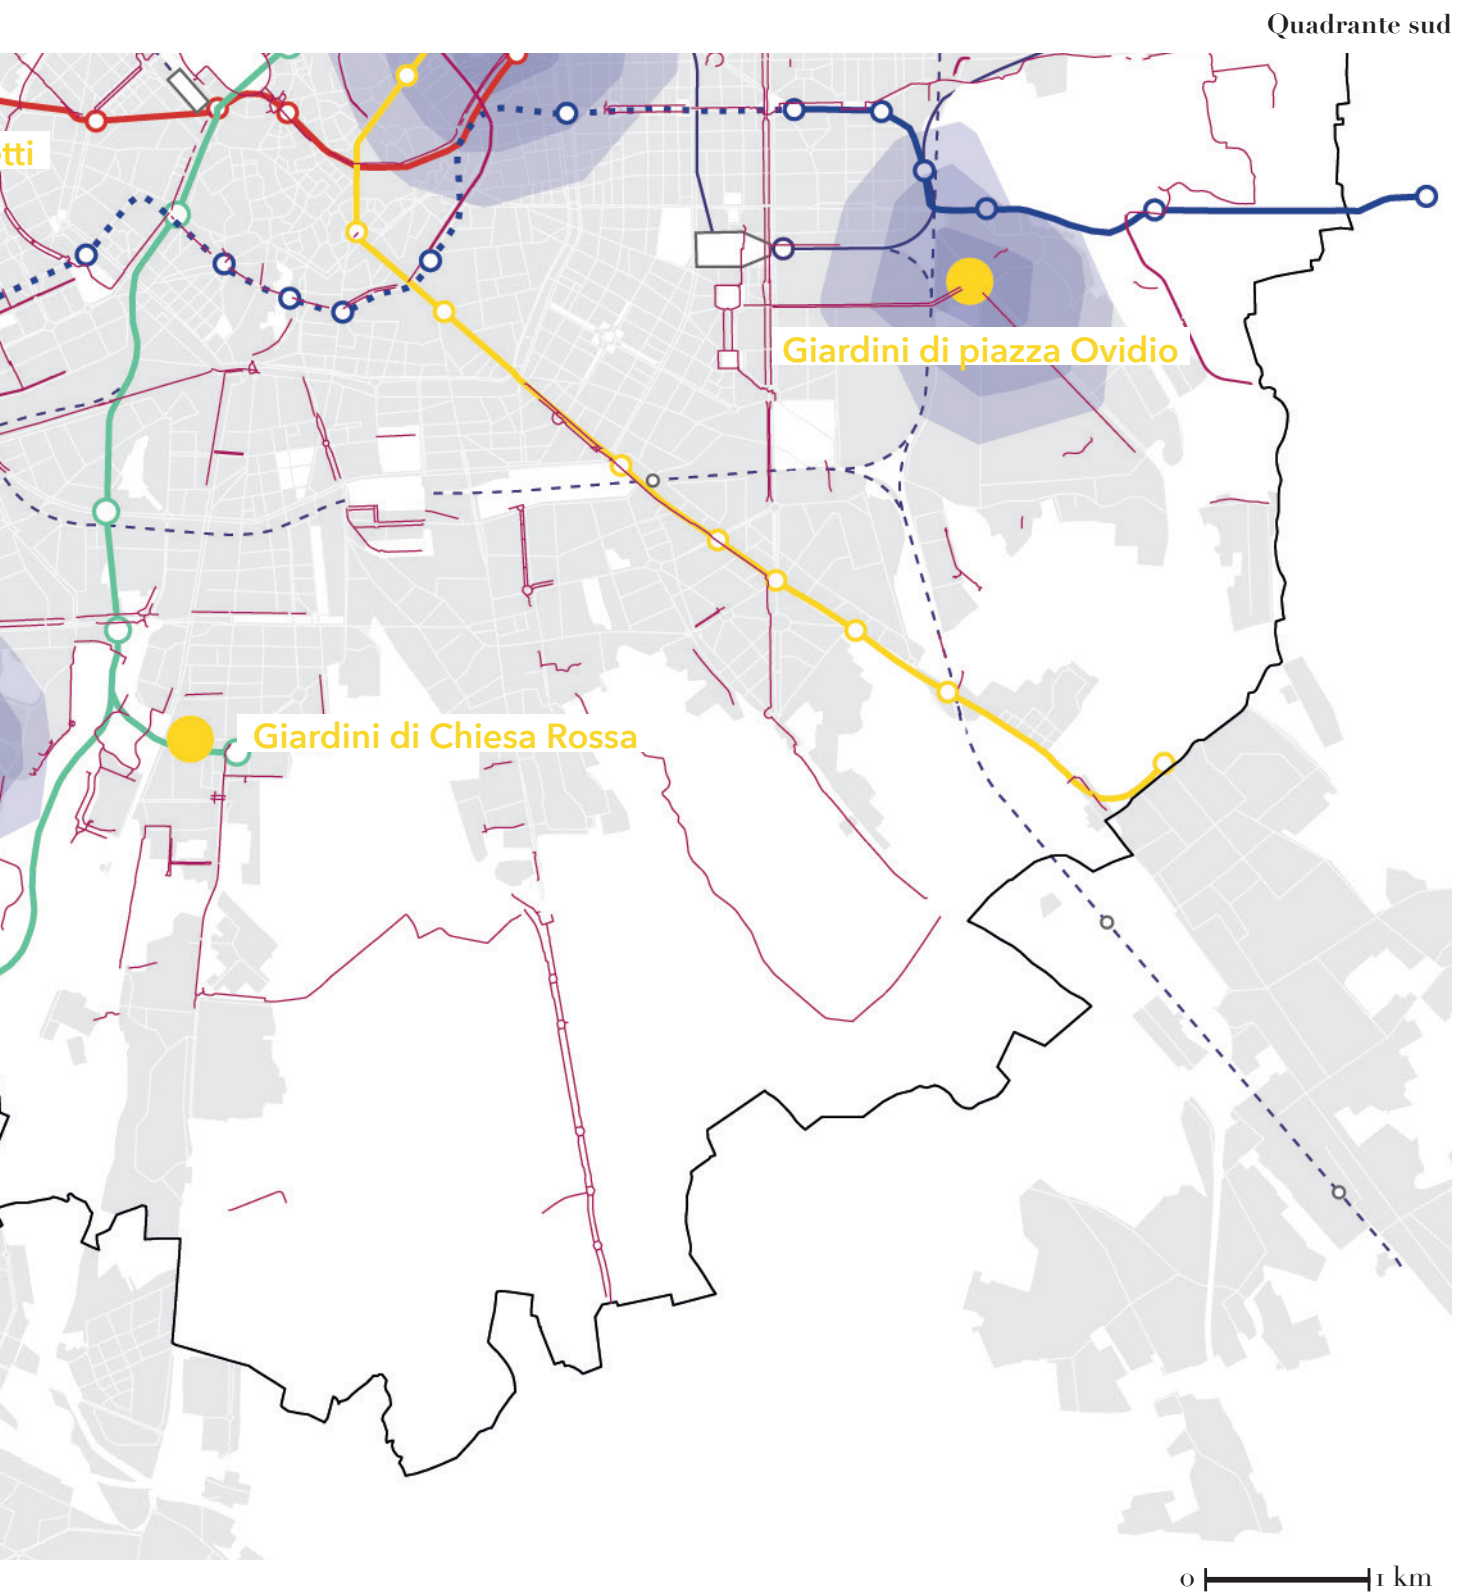 Quadrante sud
tti
Giardini di piazza Ovidio
Giardini di Chiesa Rossa
0 1 km